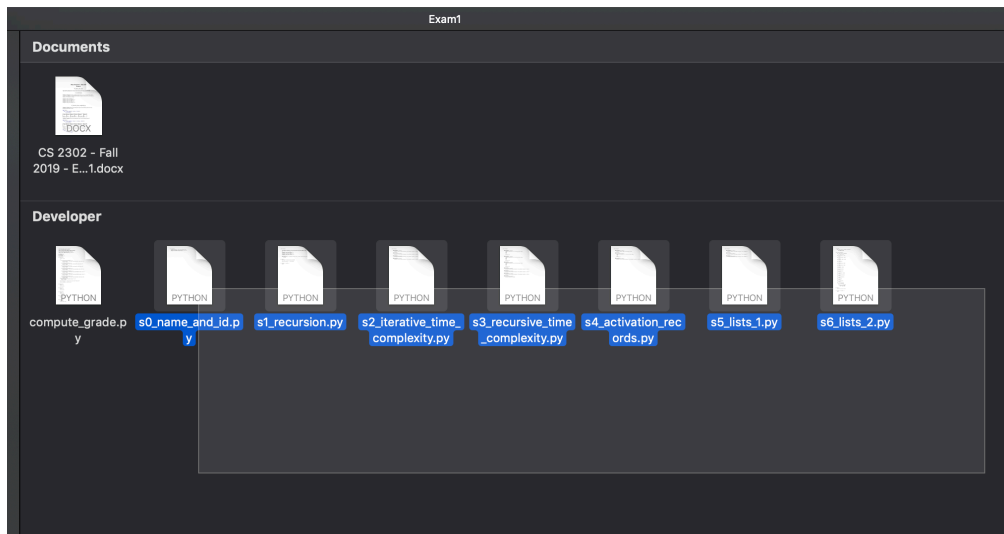 Exam1
Documents
DOCX
CS 2302 - Fall
2019 - E...1.docx
Developer
PYTHON
PYTHON
PYTHON
PYTHON
PYTHON
PYTHON
PYTHON
PYTHON
compute_grade.p
y
s0_name_and_id.p
y
s1_recursion.py
s2_iterative_time_
complexity.py
s3_recursive_time
_complexity.py
s4_activation_rec
ords.py
s5_lists_1.py
s6_lists_2.py